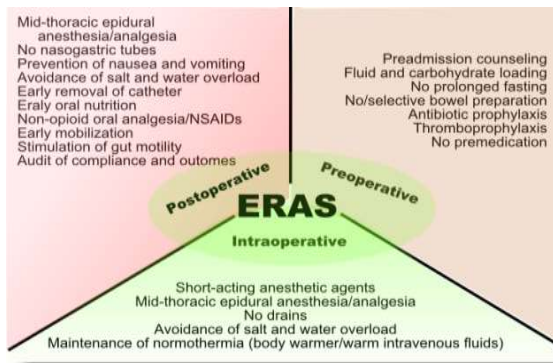 Mid-thoracic epidural
anesthesia/analgesia
No nasogastric tubes
Prevention of nausea and vomiting
Avoidance of salt and water overload
Early removal of catheter
Eraly oral nutrition
Non-opioid oral analgesia/NSAIDs
Early mobilization
Stimulation of gut motility
Audit of compliance and outomes
Preadmission counseling
Fluid and carbohydrate loading
No prolonged fasting
No/selective bowel preparation
Antibiotic prophylaxis
Thromboprophylaxis
No premedication
Postoperative
Preoperative
ERAS
Intraoperative
Short-acting anesthetic agents
Mid-thoracic epidural anesthesia/analgesia
No drains
Avoidance of salt and water overload
Maintenance of normothermia (body warmer/warm intravenous fluids)